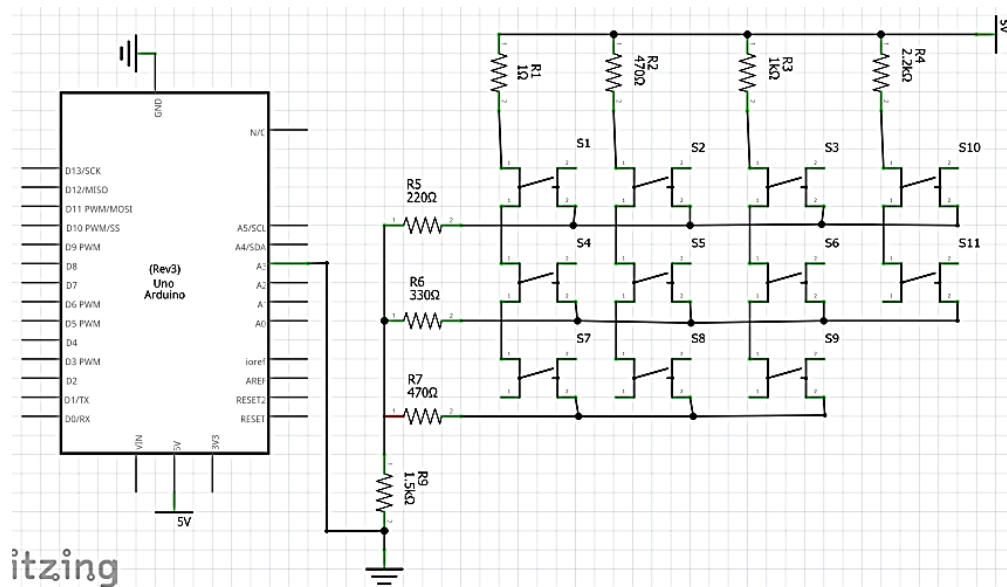 5V
R1
1Ω
R2
470Ω
R3
1kΩ
R4
2.2kΩ
GND
N/C
S1
S2
S3
S10
D13/SCK
D12/MISO
D11 PWM/MOSI
D10 PWM/SS
D9 PWM
D8
D7
D6 PWM
D5 PWM
D4
D3 PWM
D2
D1/TX
D0/RX
(Rev3)
Uno
Arduino
A5/SCL
A4/SDA
A3
A2
A1
A0
ioref
AREF
RESET2
RESET
VIN
5V
3V3
5V
R5
220Ω
S4
S5
S6
S11
R6
330Ω
S7
S8
S9
R7
470Ω
R9
1.5kΩ
itzing